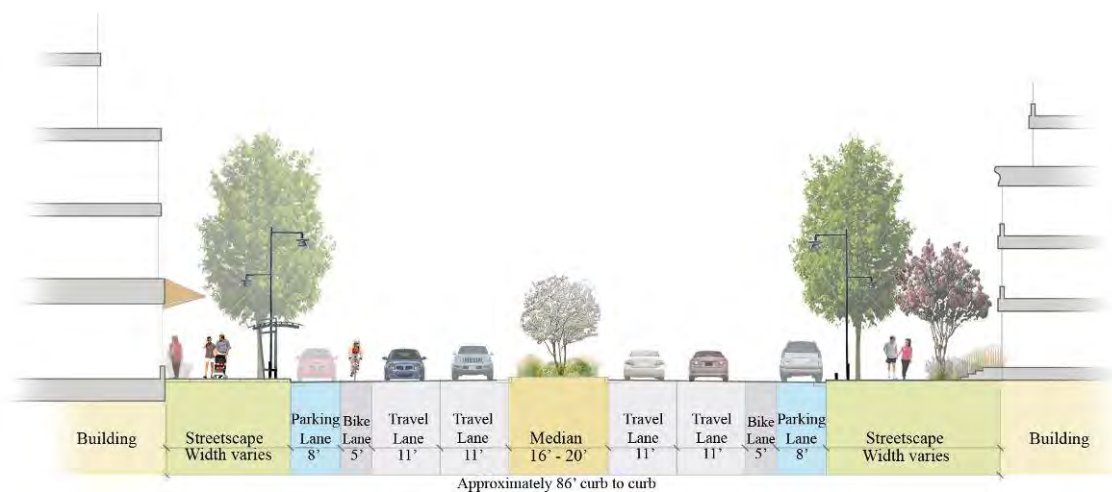 Building
Streetscape
Width varies
Parking
Lane
8'
Bike
Lane
5'
Travel
Lane
11'
Travel
Lane
11'
Median
16' - 20'
Travel
Lane
11'
Travel
Lane
11'
Bike
Lane
5'
Parking
Lane
8'
Streetscape
Width varies
Building
Approximately 86' curb to curb